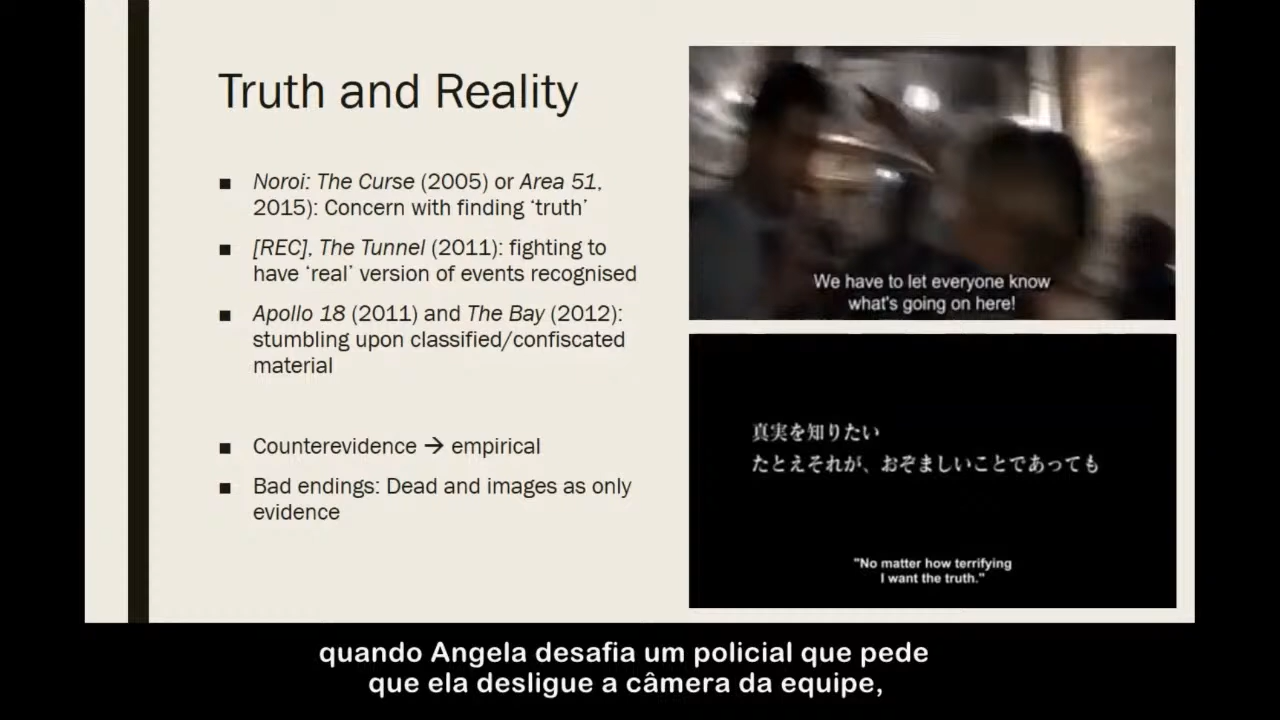 Truth and Reality
■ Noroi: The Curse (2005) or Area 51,
2015): Concern with finding ‘truth’
■ [REC], The Tunnel (2011): fighting to
have ‘real’ version of events recognised
■ Apollo 18 (2011) and The Bay (2012):
stumbling upon classified/confiscated
material
■ Counterevidence → empirical
■ Bad endings: Dead and images as only
evidence
We have to let everyone know
what's going on here!
真実を知りたい
たとえそれが、おぞましいことであっても
"No matter how terrifying
I want the truth."
quando Angela desafia um policial que pede
que ela desligue a câmera da equipe,